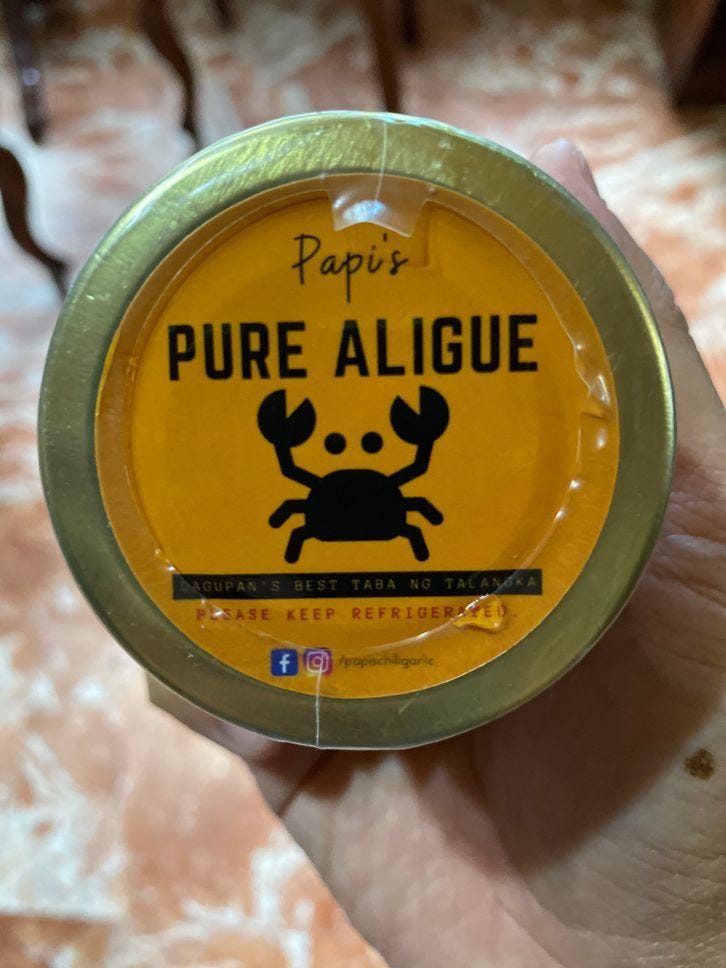 Papi's
PURE ALIGUE
DAGUPAN'S BEST TABA NG TALANGKA
PLEASE KEEP REFRIGERATED.
/papischiligarlic